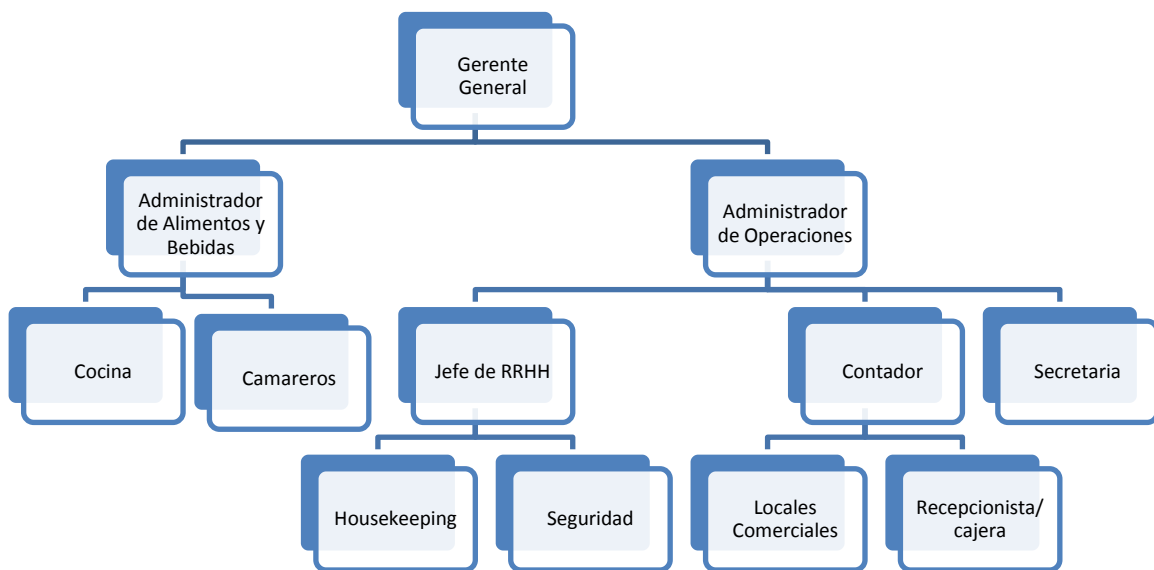 Gerente
General
Administrador
de Alimentos y
Bebidas
Administrador
de Operaciones
Cocina
Camareros
Jefe de RRHH
Contador
Secretaria
Housekeeping
Seguridad
Locales
Comerciales
Recepcionista/
cajera